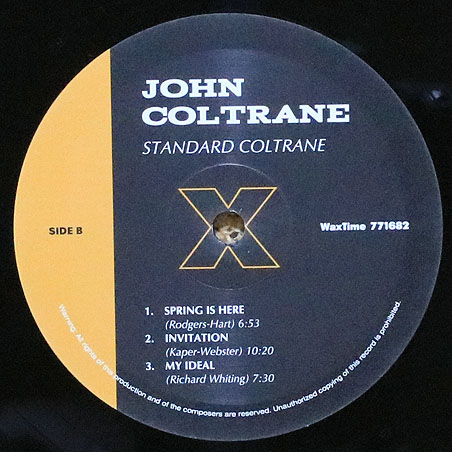 JOHN
COLTRANE
STANDARD COLTRANE
X
SIDE B
WaxTime 771682
1. SPRING IS HERE
(Rodgers-Hart) 6:53
2. INVITATION
(Kaper-Webster) 10:20
3. MY IDEAL
(Richard Whiting) 7:30
Warning: All rights of this production and of the composers are reserved. Unauthorized copying of this record is prohibited.